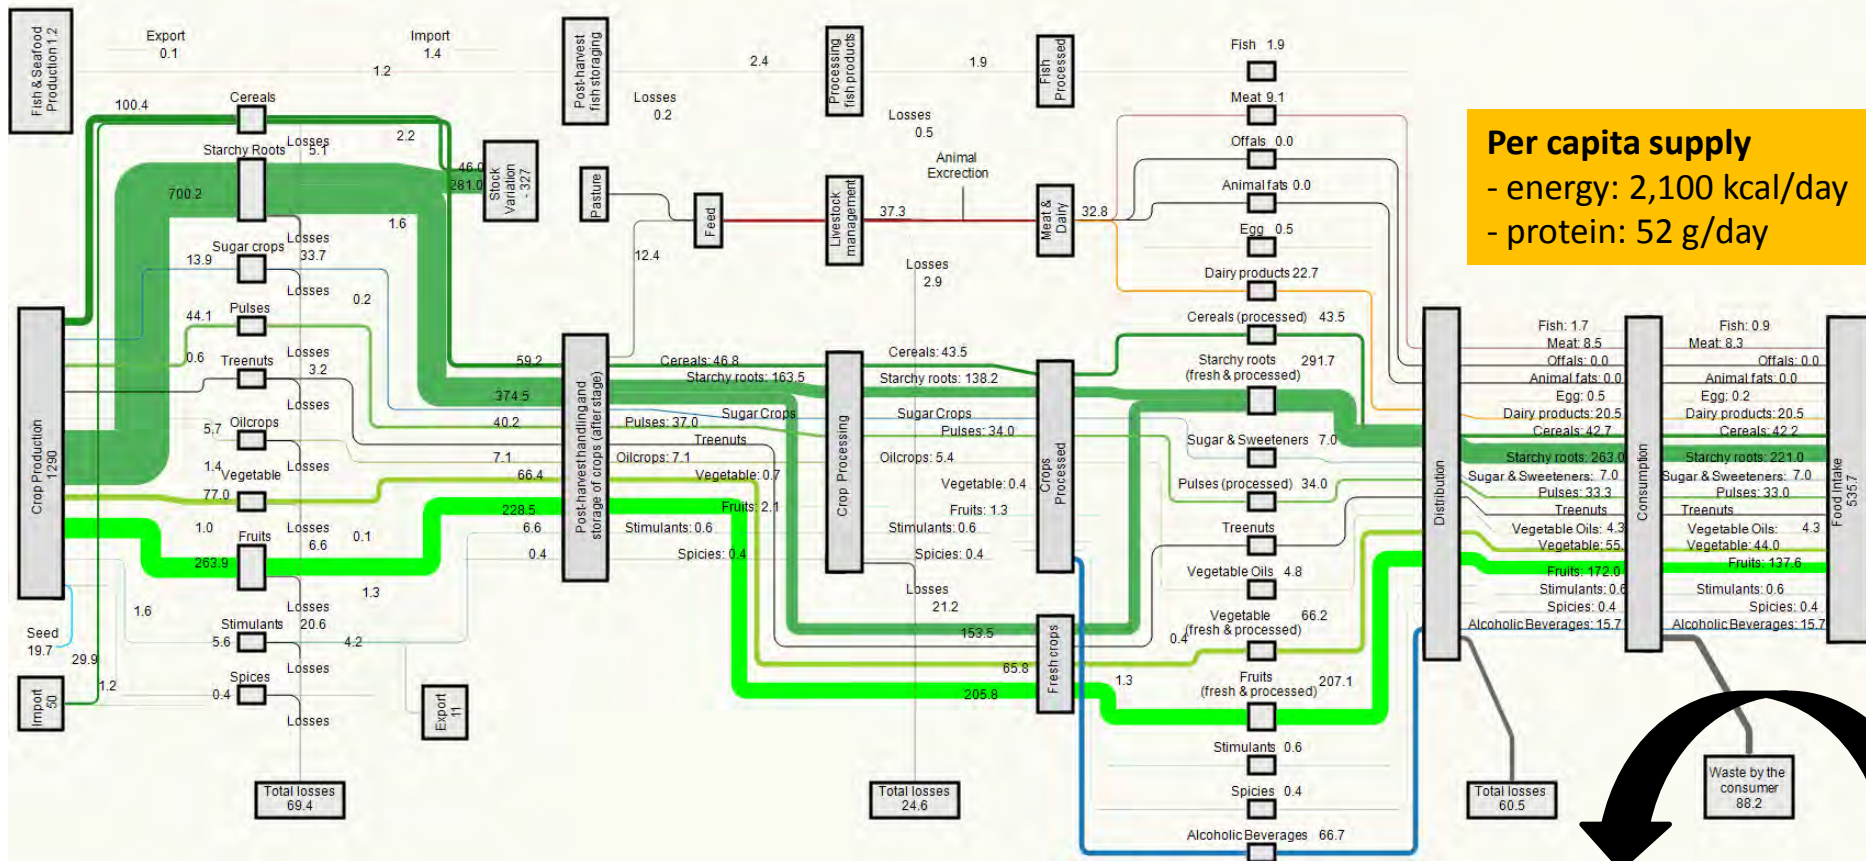 Fish & Seafood
Production 1.2
Export
0.1
Import
1.4
1.2
Post-harvest
fish storaging
2.4
Processing
fish products
1.9
Fish
Processed
Fish 1.9
100.4
Cereals
2.2
Losses
5.1
Starchy Roots
700.2
46.0
281.0
Stock
Variation
- 327
1.6
Losses
0.2
Losses
0.5
Animal
Excrection
Pasture
Feed
Livestock
management
37.3
Meat &
Dairy
32.8
12.4
Meat 9.1
Offals 0.0
Animal fats 0.0
Egg 0.5
Dairy products 22.7
Per capita supply
- energy: 2,100 kcal/day
- protein: 52 g/day
Losses
33.7
Sugar crops
13.9
Losses
0.2
Pulses
44.1
Losses
3.2
Treenuts
0.6
Losses
Oilcrops
5.7
Losses
1.4
Vegetable
77.0
Losses
6.6
1.0
0.1
Fruits
263.9
1.3
Losses
20.6
Stimulants
1.6
5.6
4.2
Losses
Spices
1.2
0.4
Losses
Crop Production
1290
Seed
19.7
29.9
Import
50
Export
11
Total losses
69.4
59.2
374.5
40.2
7.1
66.4
228.5
6.6
0.4
Post-harvest handling and
storage of crops (after stage)
Cereals: 46.8
Starchy roots: 163.5
Sugar Crops
Pulses: 37.0
Treenuts
Oilcrops: 7.1
Vegetable: 0.7
Fruits: 2.1
Stimulants: 0.6
Spicies: 0.4
Losses
2.9
Crop Processing
Cereals: 43.5
Starchy roots: 138.2
Sugar Crops
Pulses: 34.0
Oilcrops: 5.4
Vegetable: 0.4
Fruits: 1.3
Stimulants: 0.6
Spicies: 0.4
Losses
21.2
Total losses
24.6
153.5
65.8
205.8
Crops
Processed
Fresh crops
0.4
1.3
Cereals (processed) 43.5
Starchy roots 291.7
(fresh & processed)
Sugar & Sweeteners 7.0
Pulses (processed) 34.0
Treenuts
Vegetable Oils 4.8
Vegetable 66.2
(fresh & processed)
Fruits 207.1
(fresh & processed)
Stimulants 0.6
Spicies 0.4
Alcoholic Beverages 66.7
Distribution
Fish: 1.7
Meat: 8.5
Offals: 0.0
Animal fats: 0.0
Egg: 0.5
Dairy products: 20.5
Cereals: 42.7
Starchy roots: 263.0
Sugar & Sweeteners: 7.0
Pulses: 33.3
Treenuts
Vegetable Oils: 4.3
Vegetable: 55.
Fruits: 172.0
Stimulants: 0.6
Spicies: 0.4
Alcoholic Beverages: 15.7
Total losses
60.5
Consumption
Fish: 0.9
Meat: 8.3
Offals: 0.0
Animal fats: 0.0
Egg: 0.2
Dairy products: 20.5
Cereals: 42.2
Starchy roots: 221.0
Sugar & Sweeteners: 7.0
Pulses: 33.0
Treenuts
Vegetable Oils: 4.3
Vegetable: 44.0
Fruits: 137.6
Stimulants: 0.6
Spicies: 0.4
Alcoholic Beverages: 15.7
Waste by the
consumer
88.2
Food Intake
535.7